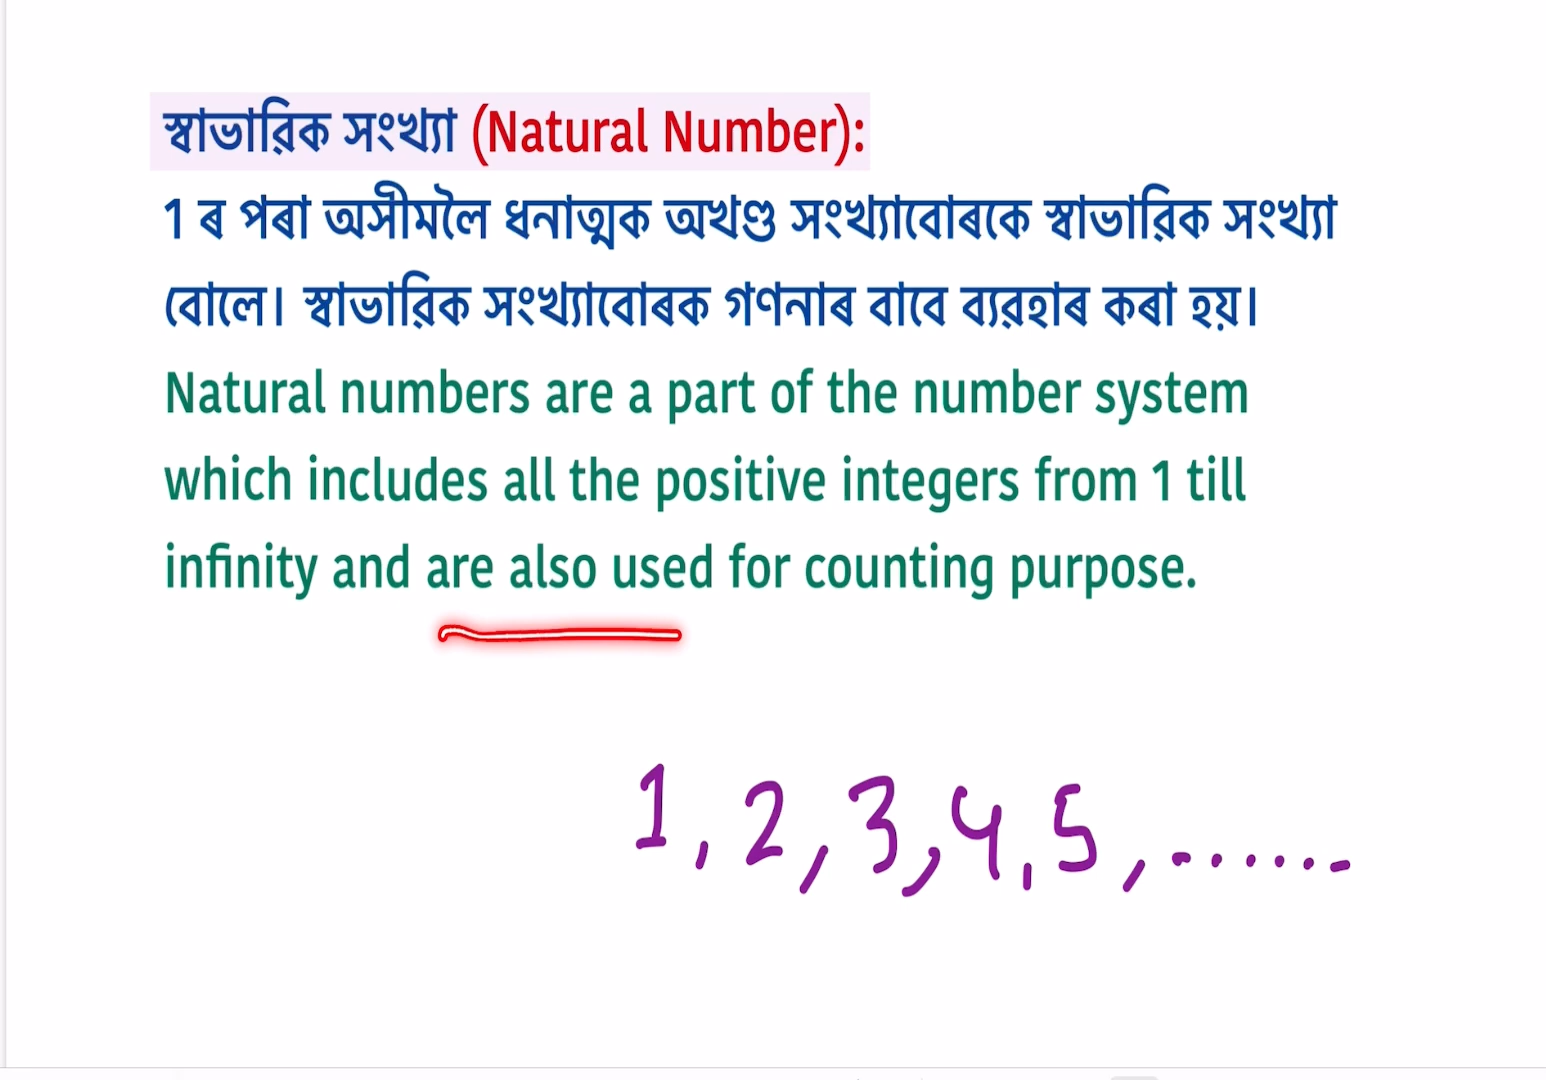 স্বাভাৱিক সংখ্যা (Natural Number):
1 ৰ পৰা অসীমলৈ ধনাত্মক অখণ্ড সংখ্যাবোৰকে স্বাভাৱিক সংখ্যা
বোলে। স্বাভাৱিক সংখ্যাবোৰক গণনাৰ বাবে ব্যৱহাৰ কৰা হয়।
Natural numbers are a part of the number system
which includes all the positive integers from 1 till
infinity and are also used for counting purpose.
1, 2, 3, 4, 5, .......